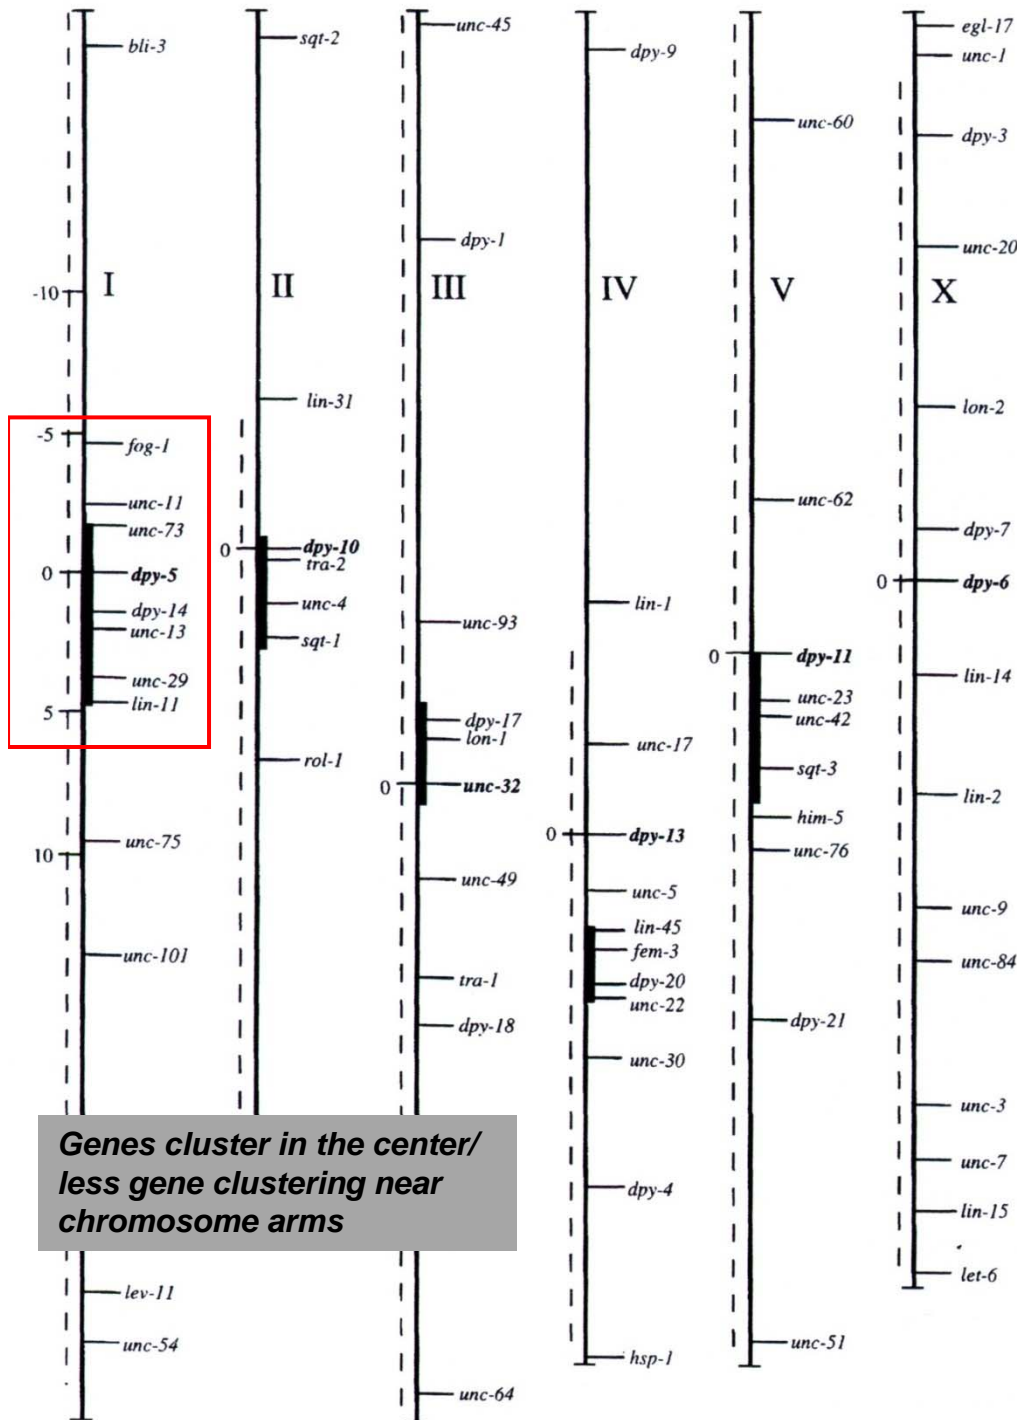 bli-3
-10
I
-5
fog-1
unc-11
unc-73
0
dpy-5
dpy-14
unc-13
unc-29
lin-11
5
unc-75
10
unc-101
lev-11
unc-54
sqt-2
II
lin-31
0
dpy-10
tra-2
unc-4
sqt-1
rol-1
unc-45
dpy-1
III
unc-93
dpy-17
lon-1
0
unc-32
unc-49
tra-1
dpy-18
unc-64
dpy-9
IV
lin-1
unc-17
0
dpy-13
unc-5
lin-45
fem-3
dpy-20
unc-22
unc-30
dpy-4
hsp-1
unc-60
V
unc-62
0
dpy-11
unc-23
unc-42
sqt-3
him-5
unc-76
dpy-21
unc-51
egl-17
unc-1
dpy-3
unc-20
X
lon-2
dpy-7
0
dpy-6
lin-14
lin-2
unc-9
unc-84
unc-3
unc-7
lin-15
let-6
Genes cluster in the center/
less gene clustering near
chromosome arms